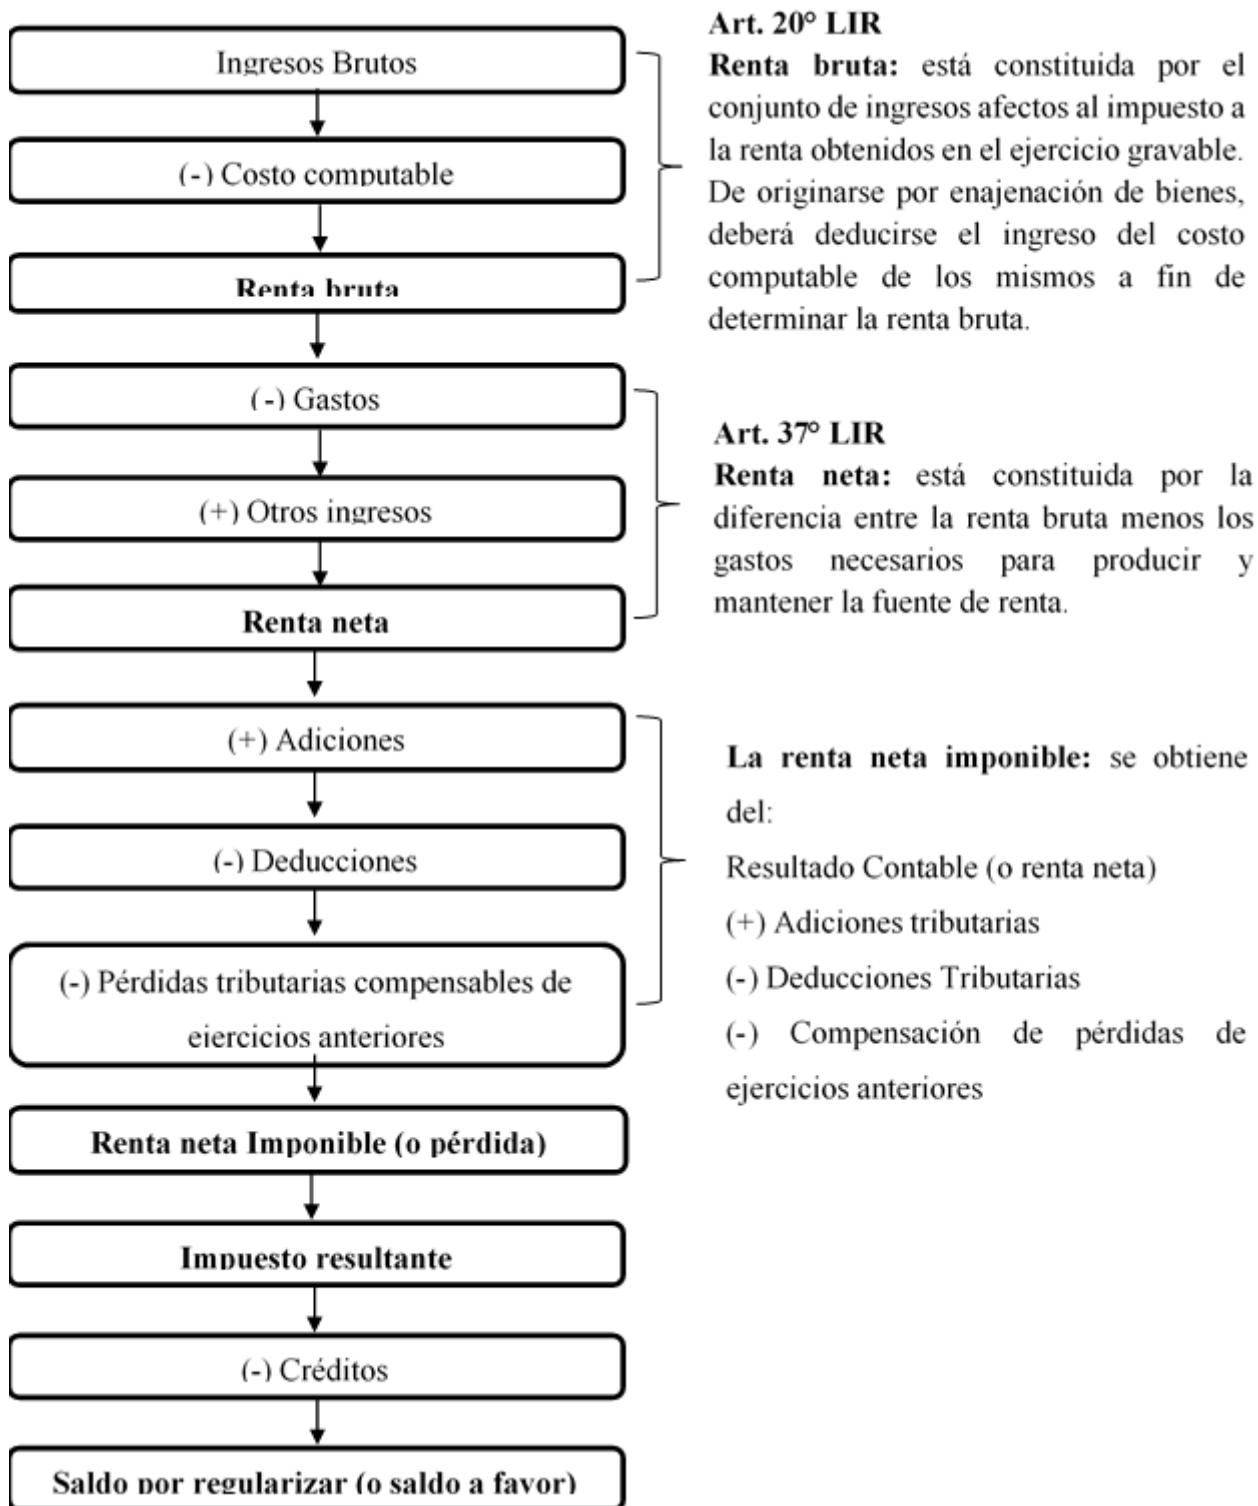 Ingresos Brutos
(-) Costo computable
Renta bruta
(-) Gastos
(+) Otros ingresos
Renta neta
(+) Adiciones
(-) Deducciones
(-) Pérdidas tributarias compensables de
ejercicios anteriores
Renta neta Imponible (o pérdida)
Impuesto resultante
(-) Créditos
Saldo por regularizar (o saldo a favor)
Art. 20° LIR
Renta bruta: está constituida por el
conjunto de ingresos afectos al impuesto a
la renta obtenidos en el ejercicio gravable.
De originarse por enajenación de bienes,
deberá deducirse el ingreso del costo
computable de los mismos a fin de
determinar la renta bruta.
Art. 37° LIR
Renta neta: está constituida por la
diferencia entre la renta bruta menos los
gastos necesarios para producir y
mantener la fuente de renta.
La renta neta imponible: se obtiene
del:
Resultado Contable (o renta neta)
(+) Adiciones tributarias
(-) Deducciones Tributarias
(-) Compensación de pérdidas de
ejercicios anteriores